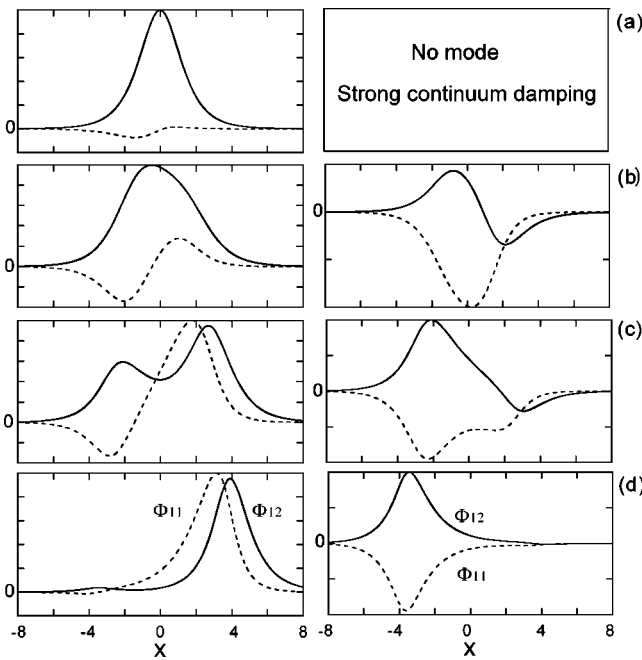 (a)
No mode
Strong continuum damping
0
(b)
0
0
(c)
0
0
(d)
Φ11 Φ12
0
Φ12
0
Φ11
-8 -4 0 4 8
X
-8 -4 0 4 8
X